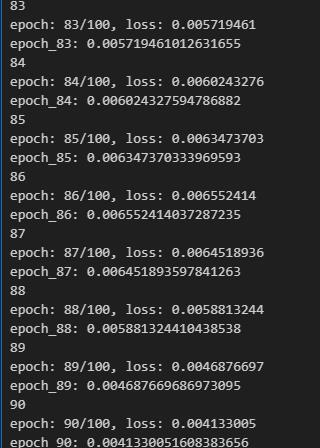 83
epoch: 83/100, loss: 0.005719461
epoch_83: 0.005719461012631655
84
epoch: 84/100, loss: 0.0060243276
epoch_84: 0.006024327594786882
85
epoch: 85/100, loss: 0.0063473703
epoch_85: 0.006347370333969593
86
epoch: 86/100, loss: 0.006552414
epoch_86: 0.006552414037287235
87
epoch: 87/100, loss: 0.0064518936
epoch_87: 0.006451893597841263
88
epoch: 88/100, loss: 0.0058813244
epoch_88: 0.005881324410438538
89
epoch: 89/100, loss: 0.0046876697
epoch_89: 0.004687669686973095
90
epoch: 90/100, loss: 0.004133005
epoch_90: 0.0041330051608383656